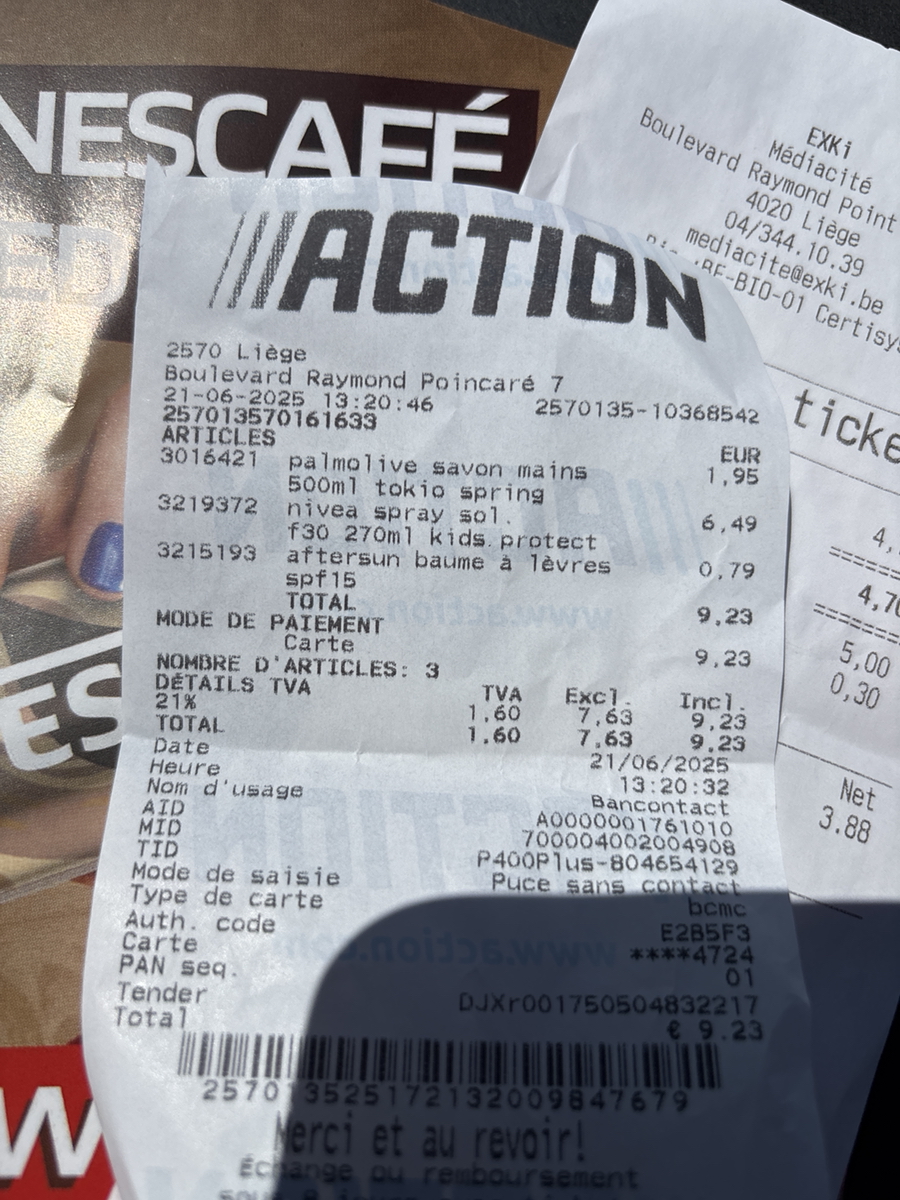 NESCAFÉ
ED
ES
W
EXKi
Médiacité
Boulevard Raymond Point
4020 Liège
04/344.10.39
mediacite@exki.be
-BIO-01 Certisys
ticke
4,
4,70
5,00
0,30
Net
3.88
ACTION
2570 Liège
Boulevard Raymond Poincaré 7
21-06-2025 13:20:46 2570135-10368542
257013570161633
ARTICLES EUR
3016421 palmolive savon mains 1,95
500ml tokio spring
3219372 nivea spray sol. 6,49
f30 270ml kids protect
3215193 aftersun baume à lèvres 0,79
spf15
TOTAL 9,23
MODE DE PAIEMENT
Carte 9,23
NOMBRE D'ARTICLES: 3
DÉTAILS TVA TVA Excl. Incl.
21% 1.60 7,63 9,23
TOTAL 1.60 7,63 9,23
Date 21/06/2025
Heure 13:20:32
Nom d'usage Bancontact
AID A0000001761010
MID 700004002004908
TID P400Plus-804654129
Mode de saisie Puce sans contact
Type de carte bcmc
Auth. code E2B5F3
Carte ****4724
PAN seq. 01
Tender DJXr001750504832217
Total € 9.23
2570135251721320098​47679
Merci et au revoir!
Échange ou remboursement